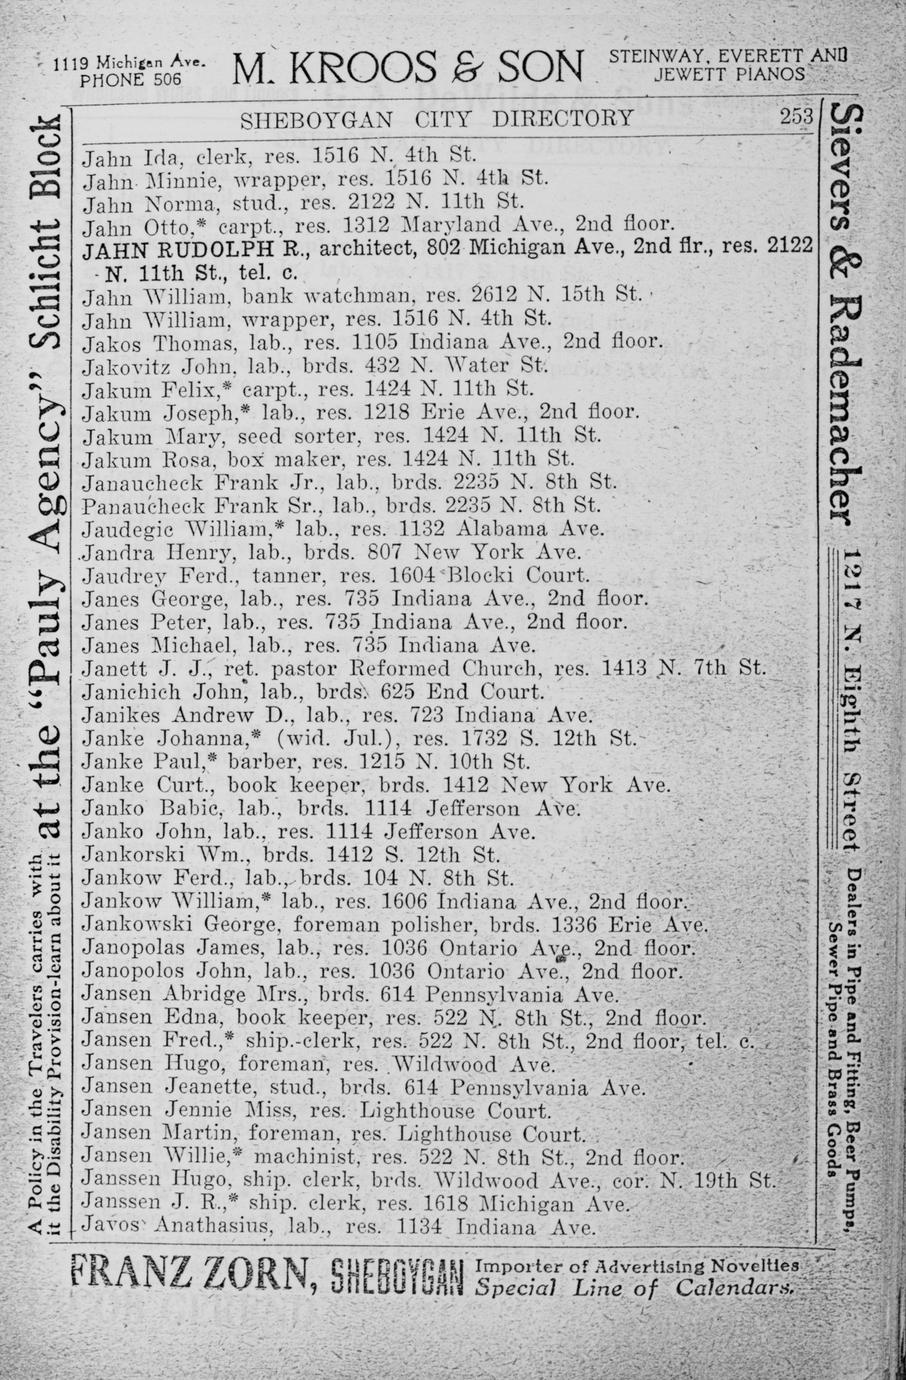 1119 Michigan Ave.
PHONE 506
M. KROOS & SON
STEINWAY, EVERETT AND
JEWETT PIANOS
SHEBOYGAN CITY DIRECTORY 253
Jahn Ida, clerk, res. 1516 N. 4th St.
Jahn Minnie, wrapper, res. 1516 N. 4th St.
Jahn Norma, stud., res. 2122 N. 11th St.
Jahn Otto,* carpt., res. 1312 Maryland Ave., 2nd floor.
JAHN RUDOLPH R., architect, 802 Michigan Ave., 2nd flr., res. 2122
N. 11th St., tel. c.
Jahn William, bank watchman, res. 2612 N. 15th St.
Jahn William, wrapper, res. 1516 N. 4th St.
Jakos Thomas, lab., res. 1105 Indiana Ave., 2nd floor.
Jakovitz John, lab., brds. 432 N. Water St.
Jakum Felix,* carpt., res. 1424 N. 11th St.
Jakum Joseph,* lab., res. 1218 Erie Ave., 2nd floor.
Jakum Mary, seed sorter, res. 1424 N. 11th St.
Jakum Rosa, box maker, res. 1424 N. 11th St.
Janaucheck Frank Jr., lab., brds. 2235 N. 8th St.
Panaucheck Frank Sr., lab., brds. 2235 N. 8th St.
Jaudegic William,* lab., res. 1132 Alabama Ave.
Jandra Henry, lab., brds. 807 New York Ave.
Jaudrey Ferd., tanner, res. 1604 Blocki Court.
Janes George, lab., res. 735 Indiana Ave., 2nd floor.
Janes Peter, lab., res. 735 Indiana Ave., 2nd floor.
Janes Michael, lab., res. 735 Indiana Ave.
Janett J. J., ret. pastor Reformed Church, res. 1413 N. 7th St.
Janichich John, lab., brds. 625 End Court.
Janikes Andrew D., lab., res. 723 Indiana Ave.
Janke Johanna,* (wid. Jul.), res. 1732 S. 12th St.
Janke Paul,* barber, res. 1215 N. 10th St.
Janke Curt., book keeper, brds. 1412 New York Ave.
Janko Babic, lab., brds. 1114 Jefferson Ave.
Janko John, lab., res. 1114 Jefferson Ave.
Jankorski Wm., brds. 1412 S. 12th St.
Jankow Ferd., lab., brds. 104 N. 8th St.
Jankow William,* lab., res. 1606 Indiana Ave., 2nd floor.
Jankowski George, foreman polisher, brds. 1336 Erie Ave.
Janopolas James, lab., res. 1036 Ontario Ave., 2nd floor.
Janopolos John, lab., res. 1036 Ontario Ave., 2nd floor.
Jansen Abridge Mrs., brds. 614 Pennsylvania Ave.
Jansen Edna, book keeper, res. 522 N. 8th St., 2nd floor.
Jansen Fred.,* ship.-clerk, res. 522 N. 8th St., 2nd floor, tel. c.
Jansen Hugo, foreman, res. Wildwood Ave.
Jansen Jeanette, stud., brds. 614 Pennsylvania Ave.
Jansen Jennie Miss, res. Lighthouse Court.
Jansen Martin, foreman, res. Lighthouse Court.
Jansen Willie,* machinist, res. 522 N. 8th St., 2nd floor.
Janssen Hugo, ship. clerk, brds. Wildwood Ave., cor. N. 19th St.
Janssen J. R.,* ship. clerk, res. 1618 Michigan Ave.
Javos Anathasius, lab., res. 1134 Indiana Ave.
A Policy in the Travelers carries with
it the Disability Provision-learn about it
at the "Pauly Agency" Schlicht Block
Sievers & Rademacher 1217 N. Eighth Street
Dealers in Pipe and Fitting, Beer Pumps,
Sewer Pipe and Brass Goods
FRANZ ZORN, SHEBOYGAN
Importer of Advertising Novelties
Special Line of Calendars.